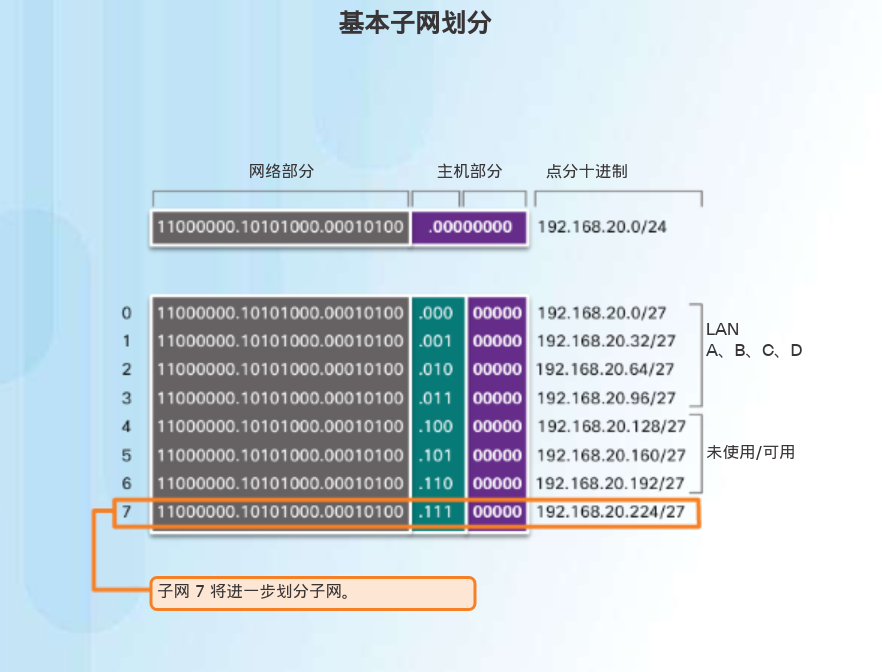 基本子网划分
网络部分 主机部分 点分十进制
11000000.10101000.00010100 .00000000 192.168.20.0/24
0 11000000.10101000.00010100 .000 00000 192.168.20.0/27
1 11000000.10101000.00010100 .001 00000 192.168.20.32/27
2 11000000.10101000.00010100 .010 00000 192.168.20.64/27
3 11000000.10101000.00010100 .011 00000 192.168.20.96/27
LAN
A、B、C、D
4 11000000.10101000.00010100 .100 00000 192.168.20.128/27
5 11000000.10101000.00010100 .101 00000 192.168.20.160/27
6 11000000.10101000.00010100 .110 00000 192.168.20.192/27
未使用/可用
7 11000000.10101000.00010100 .111 00000 192.168.20.224/27
子网 7 将进一步划分子网。